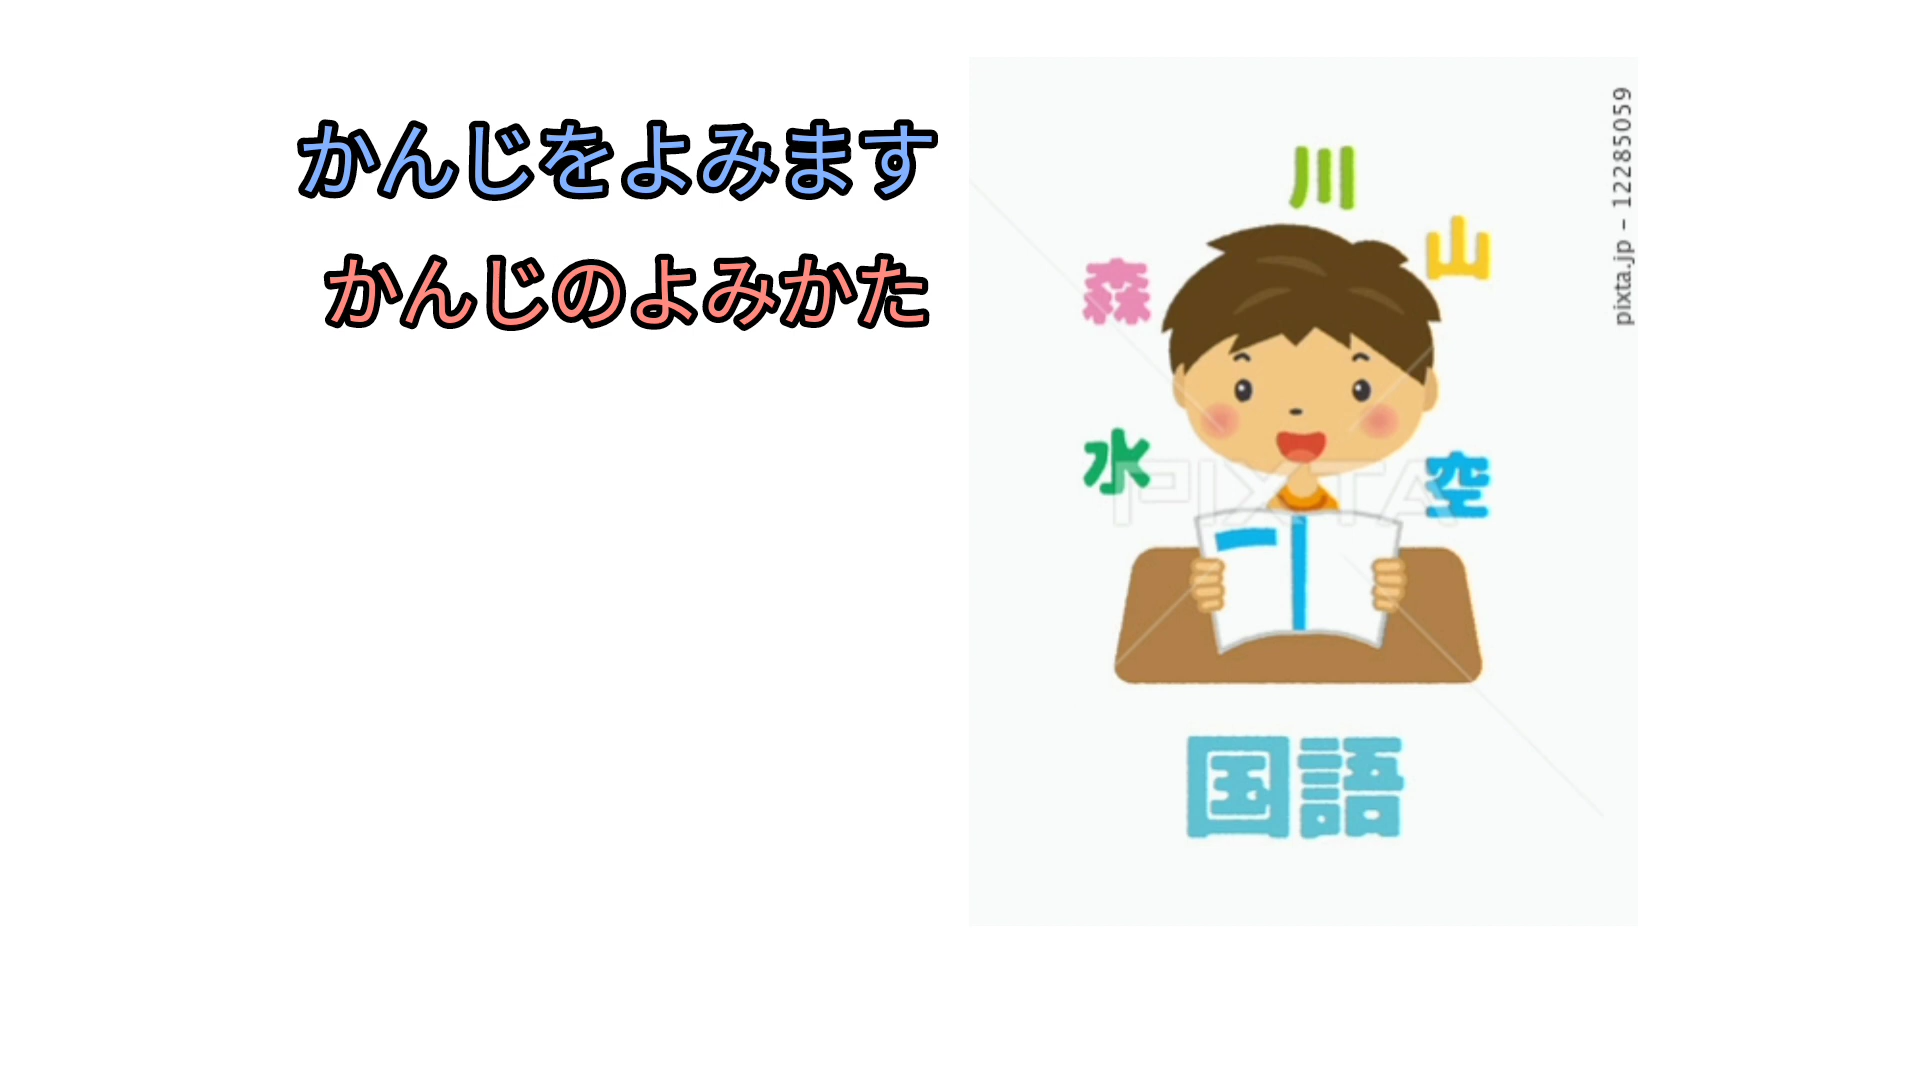 かんじをよみます
かんじのよみかた
川
山
森
水
空
国語
PIXTA
pixta.jp - 12285059